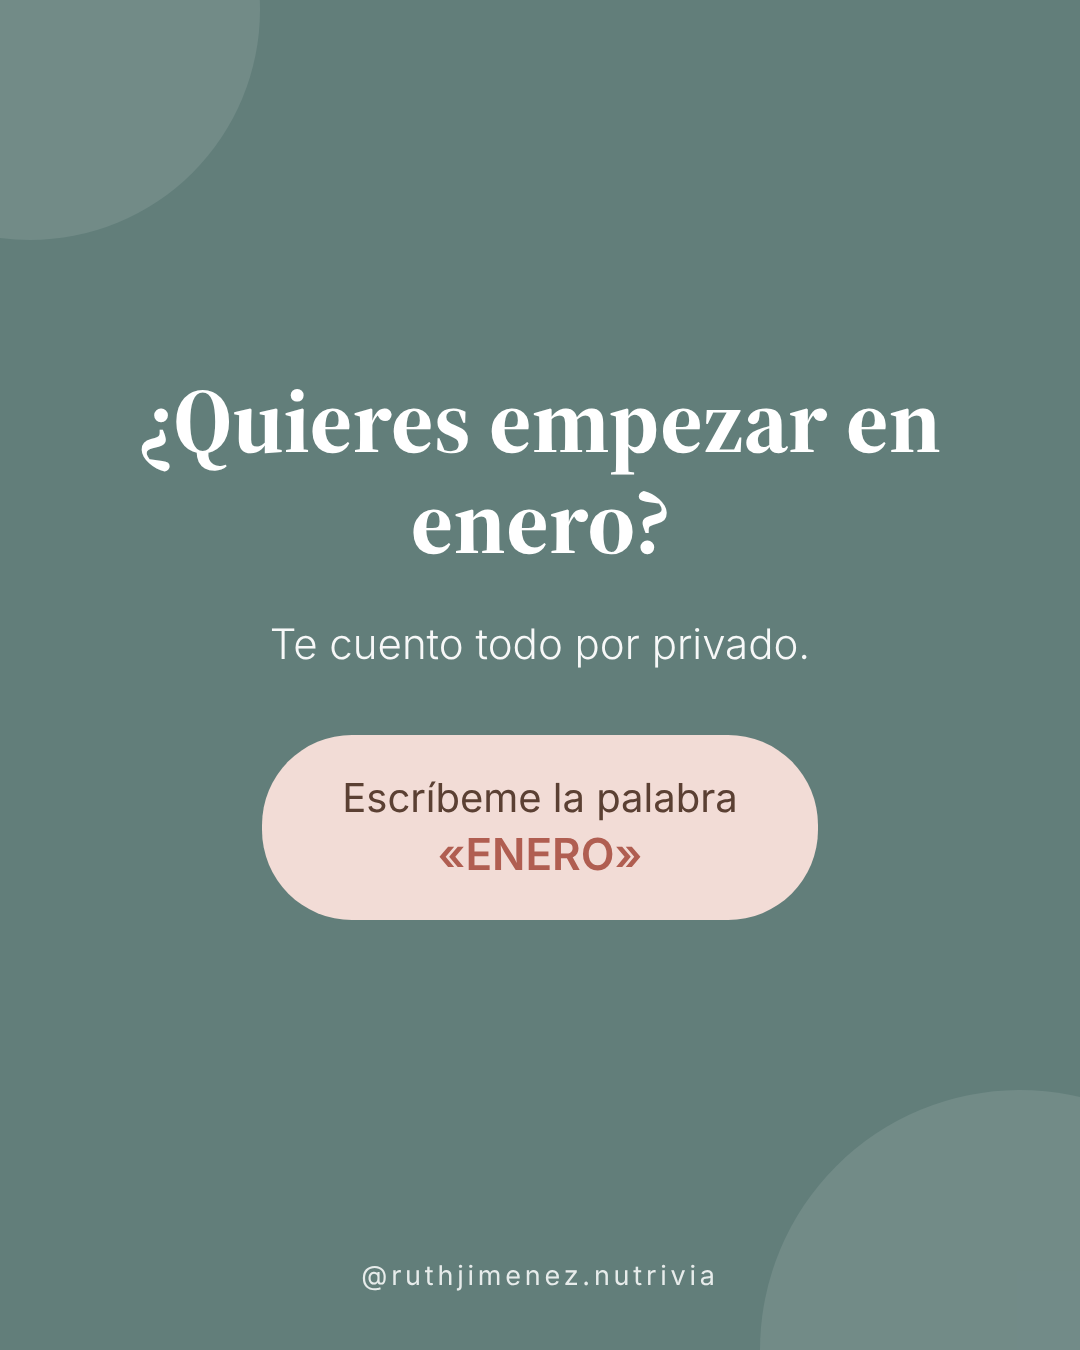 ¿Quieres empezar en
enero?
Te cuento todo por privado.
Escríbeme la palabra
«ENERO»
@ruthjimenez.nutrivia